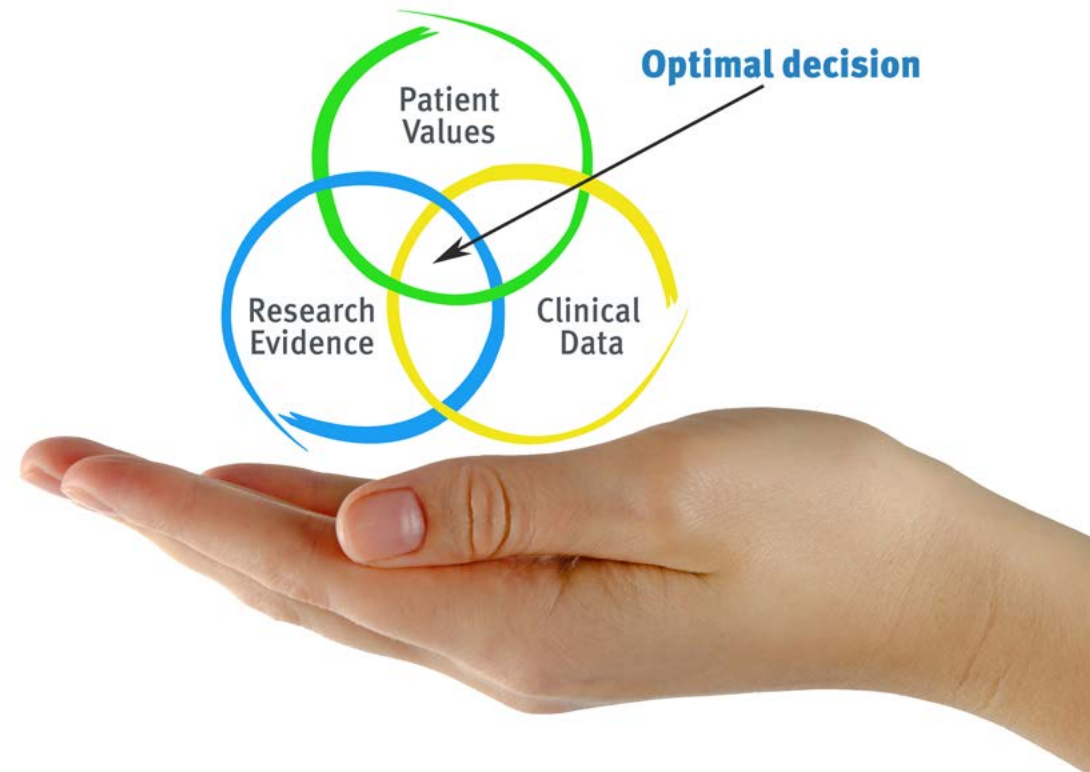 Optimal decision
Patient
Values
Research
Evidence
Clinical
Data